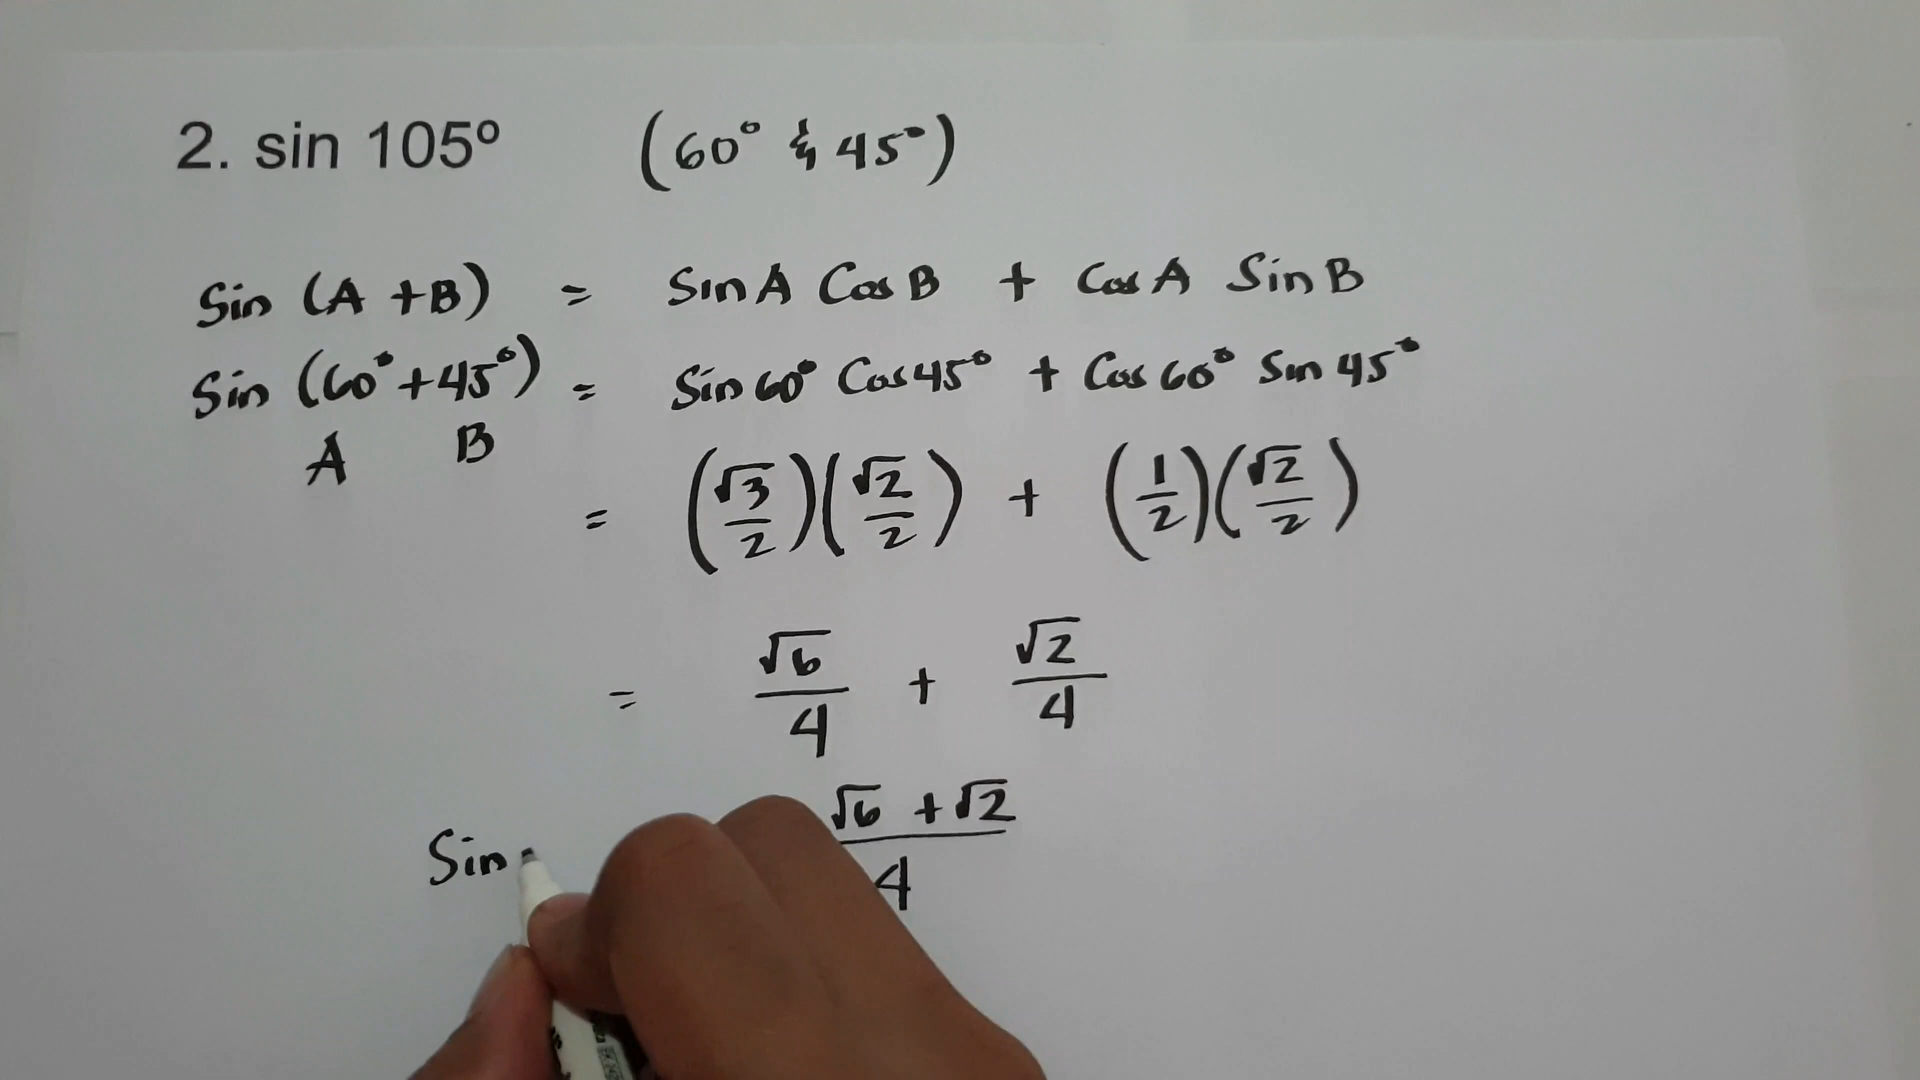 2. sin 105º (60° & 45°)
Sin (A + B) = Sin A Cos B + Cos A Sin B
Sin (60° + 45°) = Sin 60° Cos 45° + Cos 60° Sin 45°
A B
= (√3/2)(√2/2) + (1/2)(√2/2)
= √6/4 + √2/4
Sin √6 + √2/4